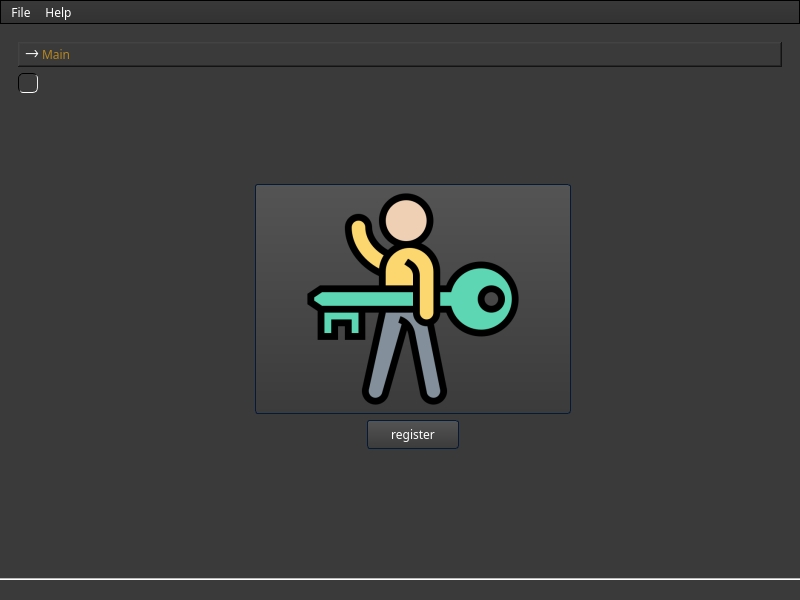 File Help
→ Main
register